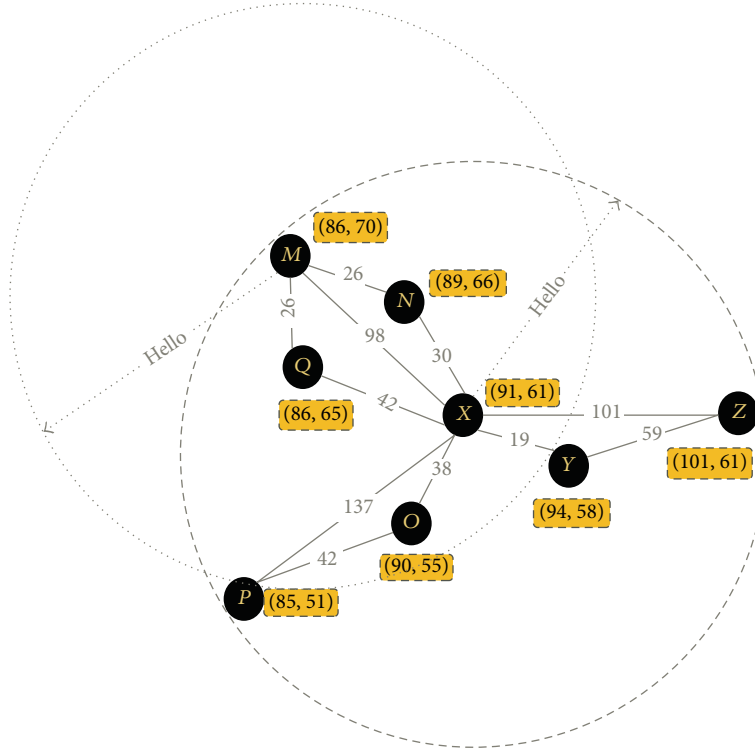 (86, 70)
M
26
(89, 66)
N
Hello
26
Hello
98
30
Q
42
(91, 61)
X
(86, 65)
101
Z
19
59
Y
(101, 61)
38
137
(94, 58)
O
42
(90, 55)
P
(85, 51)